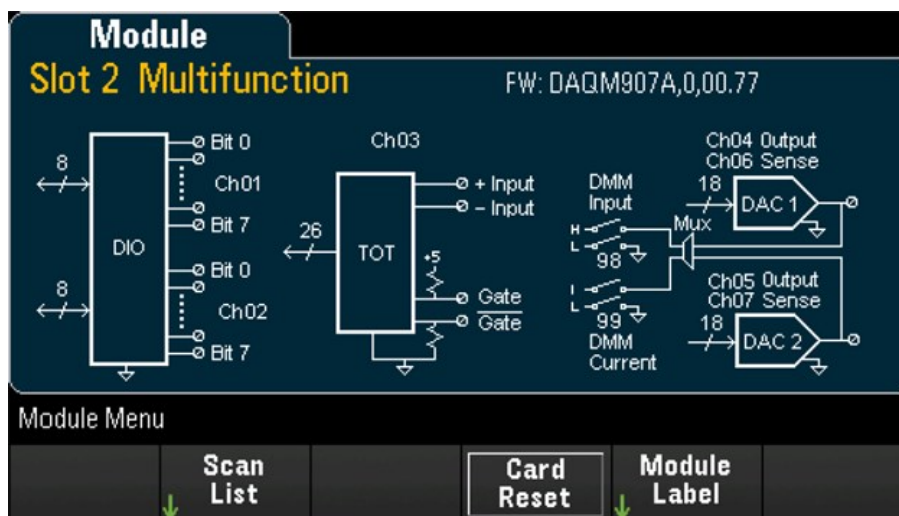 Module
Slot 2 Multifunction
FW: DAQM907A,0,00.77
8
DIO
Bit 0
Ch01
Bit 7
8
Bit 0
Ch02
Bit 7
Ch03
26
TOT
+ Input
– Input
+5
Gate
Gate
DMM
Input
H
L
98
I
L
99
DMM
Current
Mux
Ch04 Output
Ch06 Sense
18
DAC 1
Ch05 Output
Ch07 Sense
18
DAC 2
Module Menu
Scan
List
Card
Reset
Module
Label